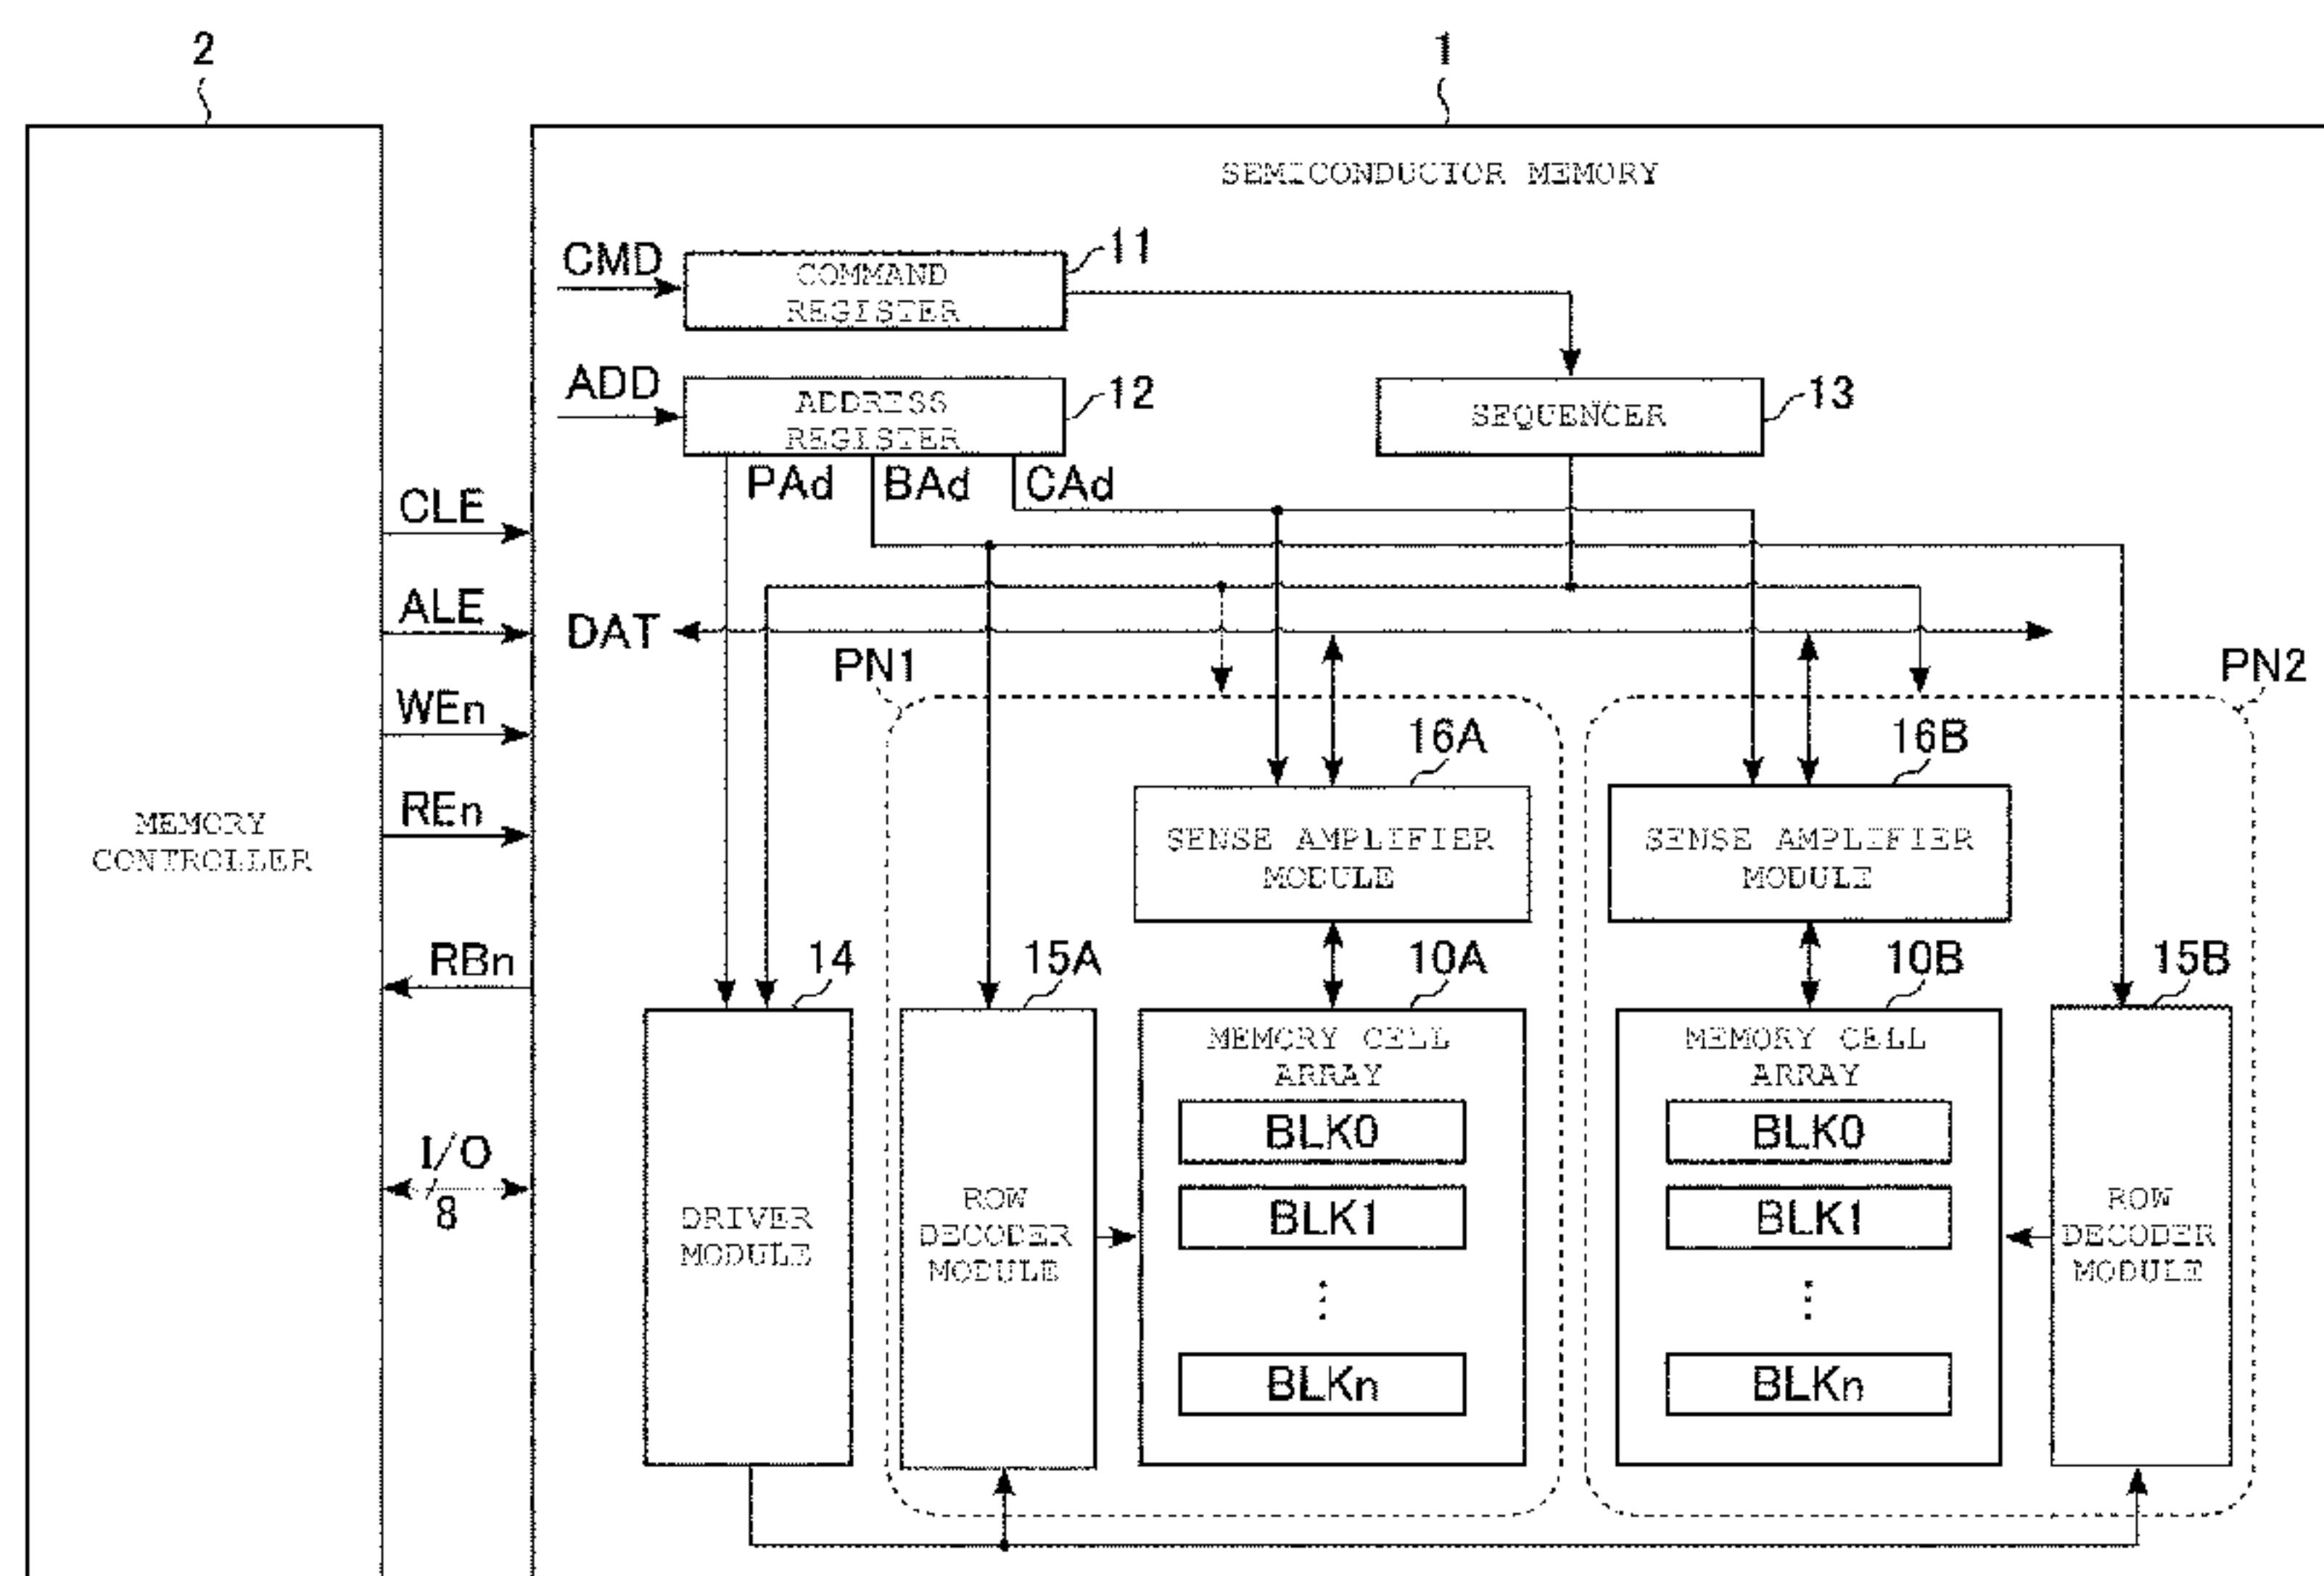 2
1
SEMICONDUCTOR MEMORY
CMD
COMMAND
REGISTER
11
ADD
ADDRESS
REGISTER
12
SEQUENCER
13
PAd
BAd
CAd
CLE
ALE
WEn
REn
RBn
I/O
8
MEMORY
CONTROLLER
DAT
PN1
PN2
16A
16B
SENSE AMPLIFIER
MODULE
SENSE AMPLIFIER
MODULE
14
15A
10A
10B
15B
DRIVER
MODULE
ROW
DECODER
MODULE
MEMORY CELL
ARRAY
BLK0
BLK1
⋮
BLKn
MEMORY CELL
ARRAY
BLK0
BLK1
⋮
BLKn
ROW
DECODER
MODULE